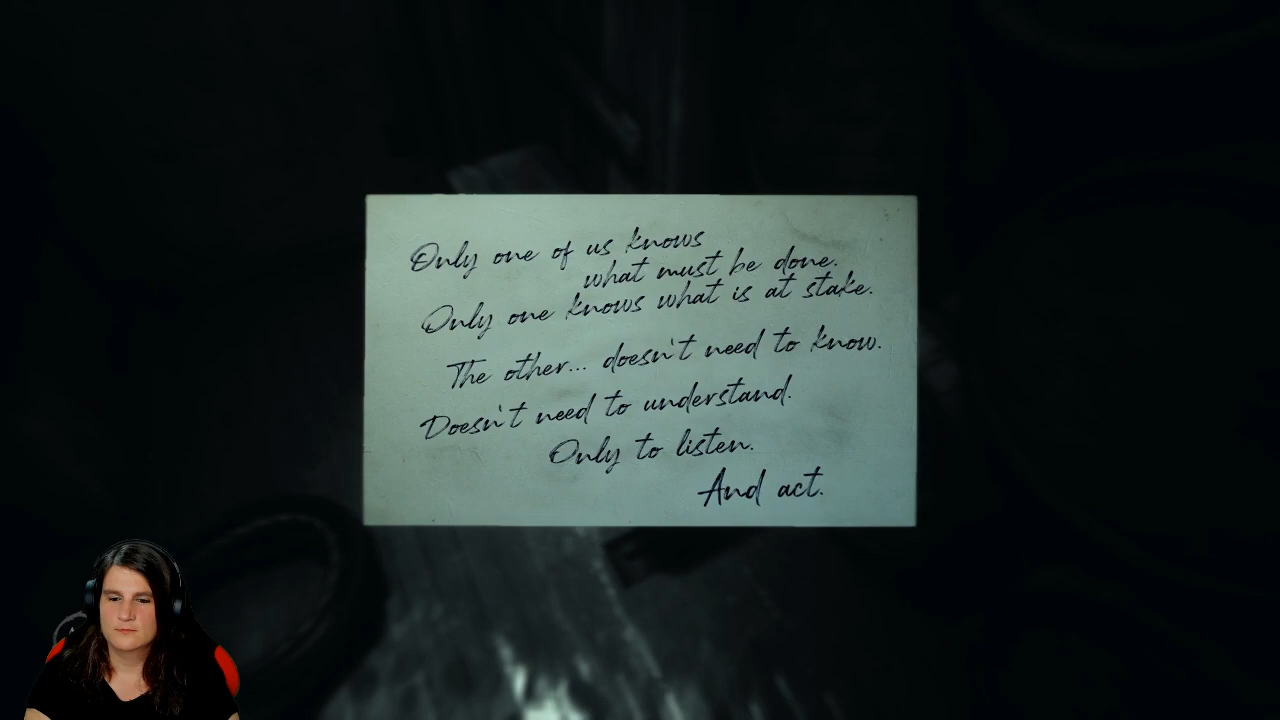 Only one of us knows
what must be done.
Only one knows what is at stake.
The other... doesn't need to know.
Doesn't need to understand.
Only to listen.
And act.